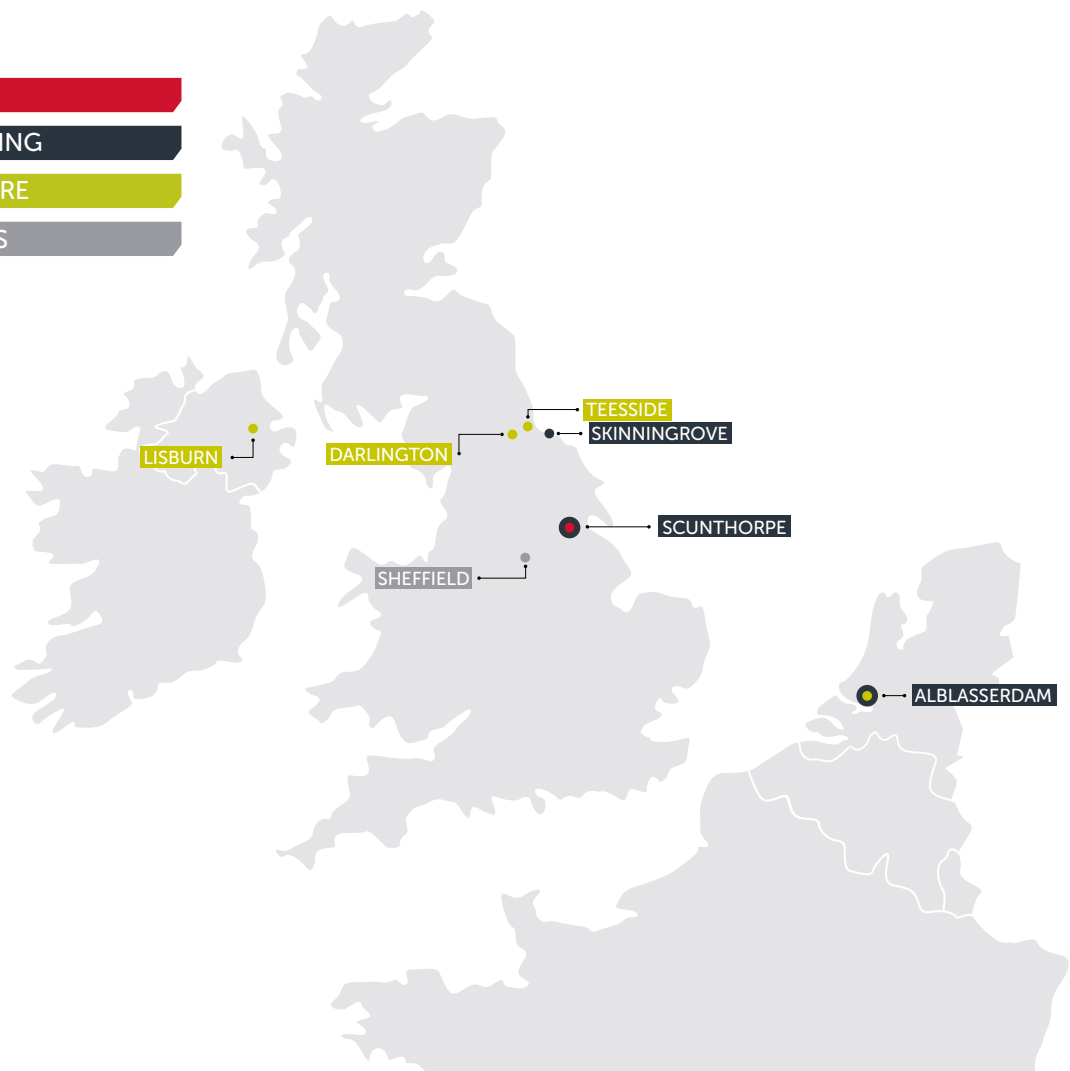 ING
RE
S
TEESSIDE
SKINNINGROVE
DARLINGTON
LISBURN
SCUNTHORPE
SHEFFIELD
ALBLASSERDAM